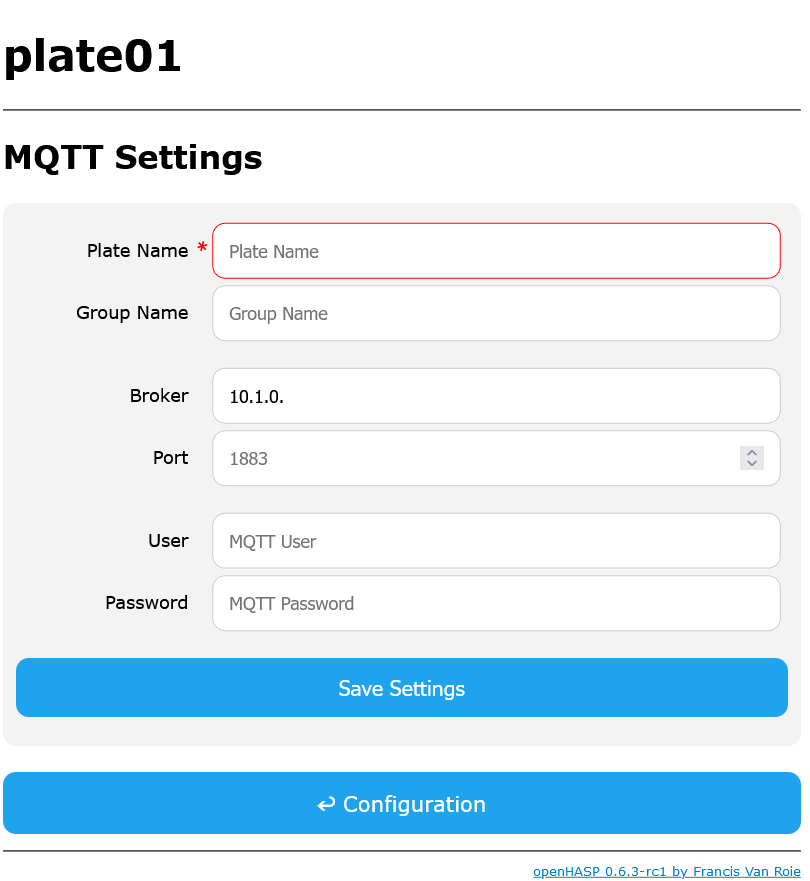 plate01
MQTT Settings
Plate Name * Plate Name
Group Name Group Name
Broker 10.1.0.
Port 1883
User MQTT User
Password MQTT Password
Save Settings
↩ Configuration
openHASP 0.6.3-rc1 by Francis Van Roie